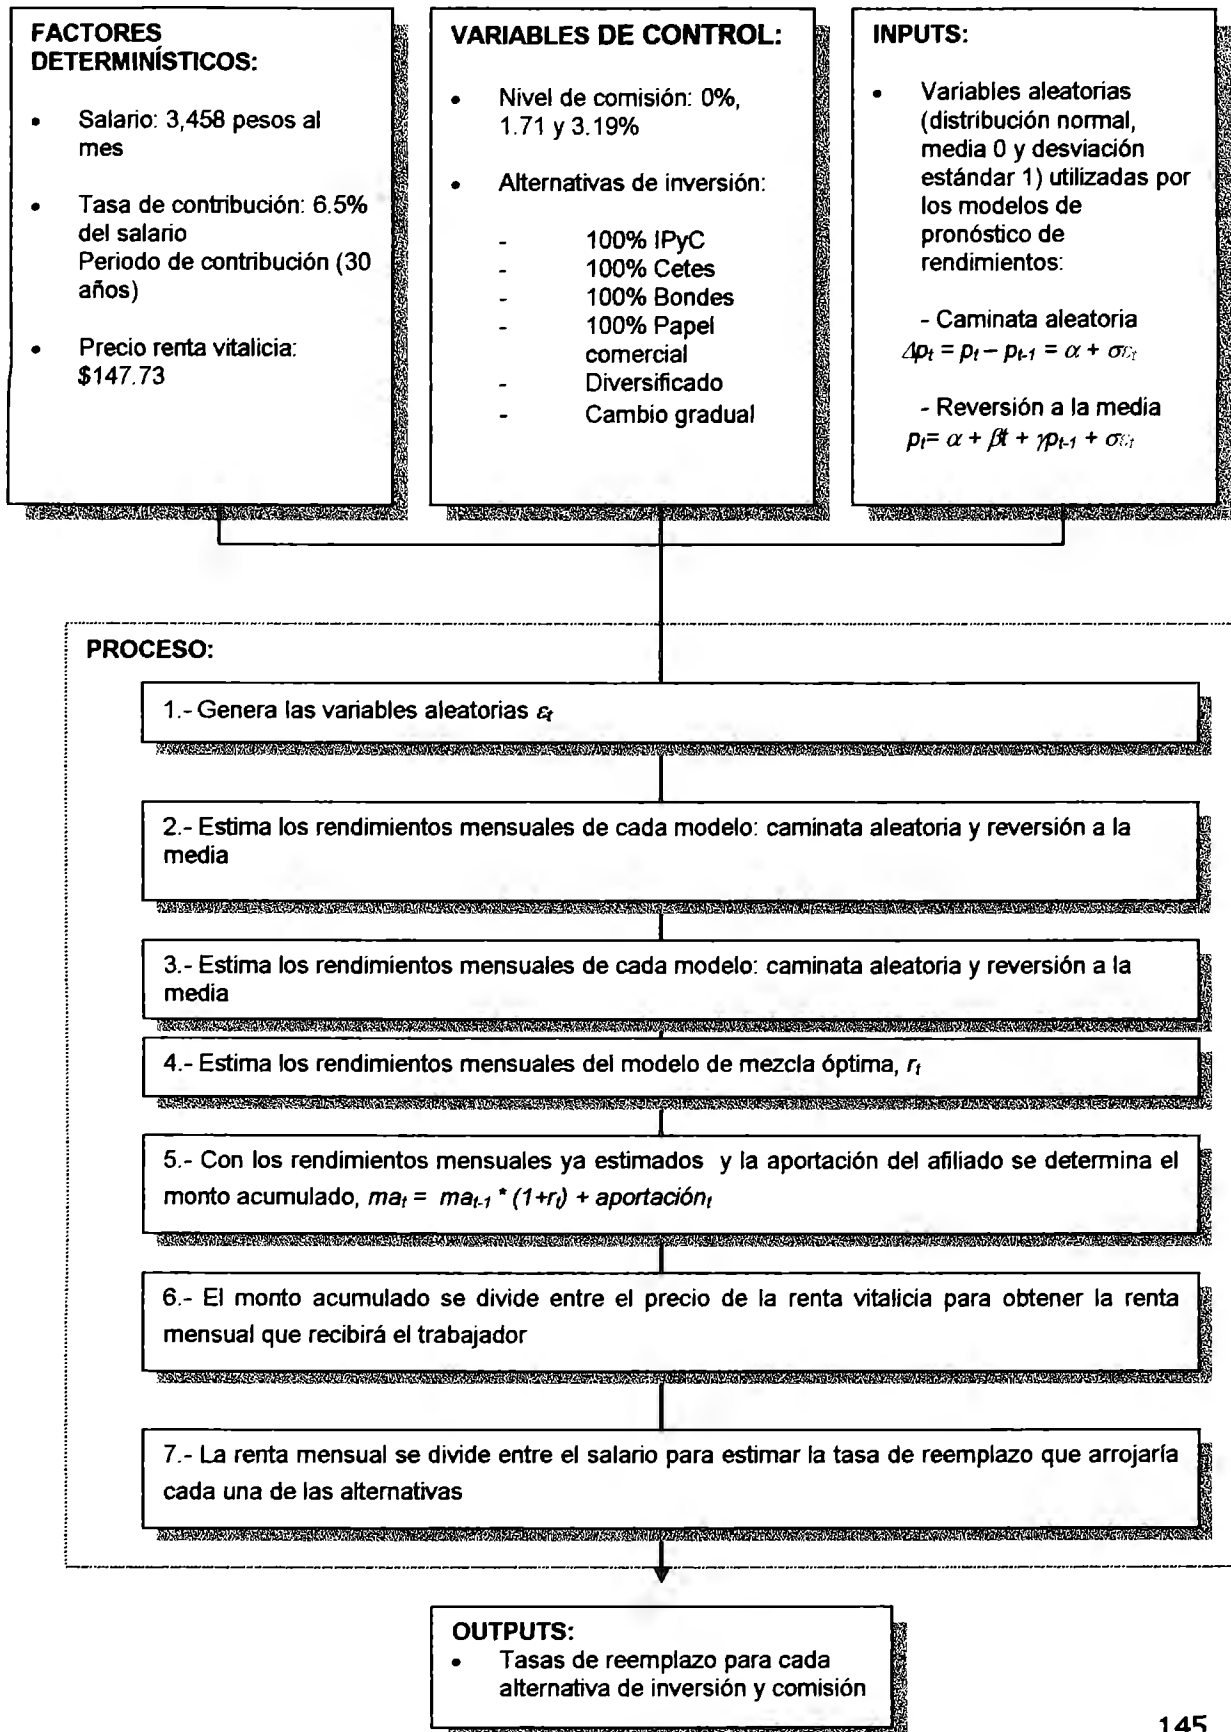 FACTORES
DETERMINÍSTICOS:
• Salario: 3,458 pesos al
mes
• Tasa de contribución: 6.5%
del salario
Periodo de contribución (30
años)
• Precio renta vitalicia:
$147.73
VARIABLES DE CONTROL:
• Nivel de comisión: 0%,
1.71 y 3.19%
• Alternativas de inversión:
- 100% IPyC
- 100% Cetes
- 100% Bondes
- 100% Papel
comercial
- Diversificado
- Cambio gradual
INPUTS:
• Variables aleatorias
(distribución normal,
media 0 y desviación
estándar 1) utilizadas por
los modelos de
pronóstico de
rendimientos:
- Caminata aleatoria
Δpₜ = pₜ – pₜ₋₁ = α + σεₜ
- Reversión a la media
pₜ = α + βt + γpₜ₋₁ + σεₜ
PROCESO:
1.- Genera las variables aleatorias εₜ
2.- Estima los rendimientos mensuales de cada modelo: caminata aleatoria y reversión a la
media
3.- Estima los rendimientos mensuales de cada modelo: caminata aleatoria y reversión a la
media
4.- Estima los rendimientos mensuales del modelo de mezcla óptima, rₜ
5.- Con los rendimientos mensuales ya estimados y la aportación del afiliado se determina el
monto acumulado, maₜ = maₜ₋₁ * (1+rₜ) + aportaciónₜ
6.- El monto acumulado se divide entre el precio de la renta vitalicia para obtener la renta
mensual que recibirá el trabajador
7.- La renta mensual se divide entre el salario para estimar la tasa de reemplazo que arrojaría
cada una de las alternativas
OUTPUTS:
• Tasas de reemplazo para cada
alternativa de inversión y comisión
145